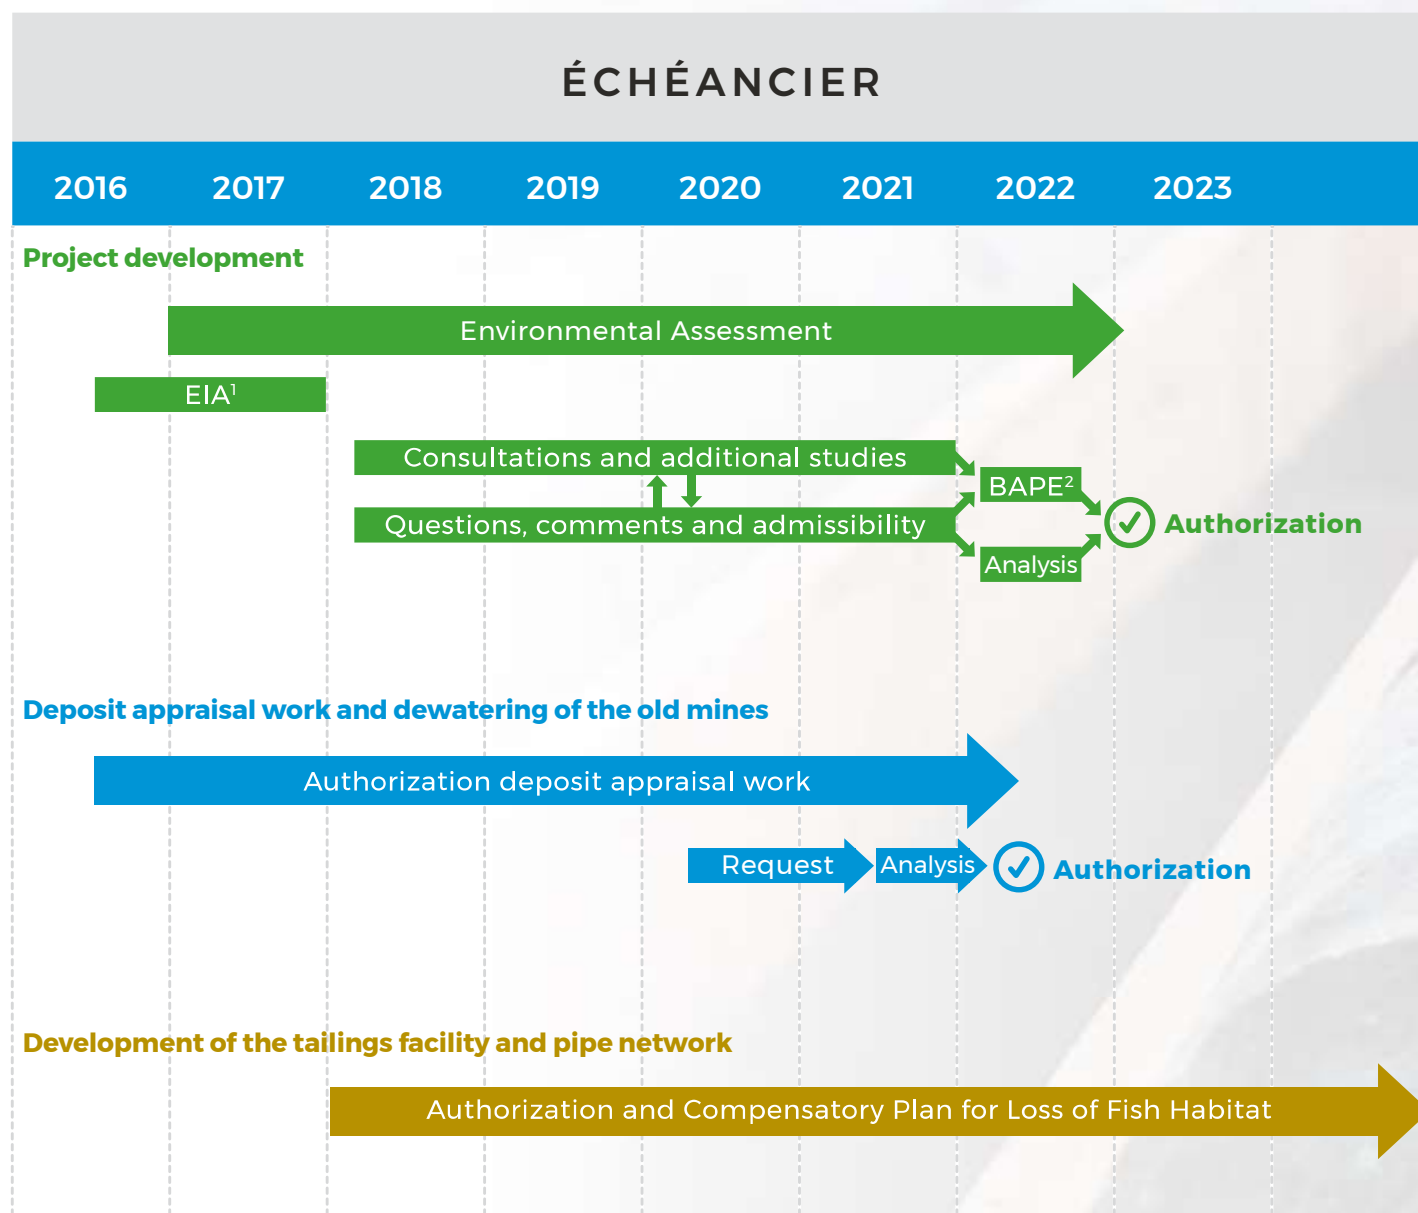 ÉCHÉANCIER
2016 2017 2018 2019 2020 2021 2022 2023
Project development
Environmental Assessment
EIA¹
Consultations and additional studies
BAPE²
Questions, comments and admissibility
Authorization
Analysis
Deposit appraisal work and dewatering of the old mines
Authorization deposit appraisal work
Request Analysis Authorization
Development of the tailings facility and pipe network
Authorization and Compensatory Plan for Loss of Fish Habitat